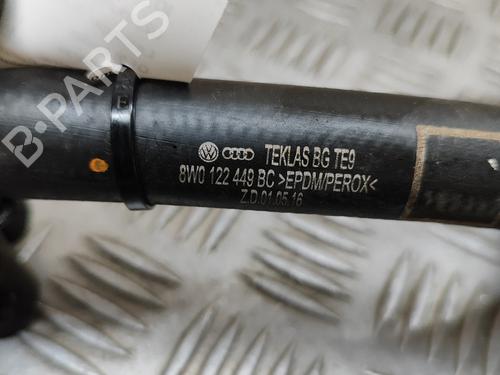 B-PARTS
TEKLAS BG TE9
8W0 122 449 BC >EPDM/PEROX<
Z.D.01.05.16